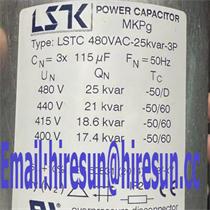 LSTK POWER CAPACITOR
MKPg
Type: LSTC 480VAC-25kvar-3P
CN= 3x 115µF FN= 50Hz
UN QN TC
480 V 25 kvar -50/D
440 V 21 kvar -50/60
415 V 18.6 kvar -50/60
400 V 17.4 kvar -50/60
Email:hiresun@hiresun.cc